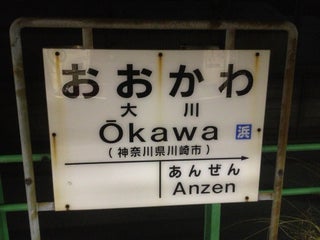 おおかわ
大川
Ōkawa 浜
(神奈川県川崎市)
あんぜん
Anzen